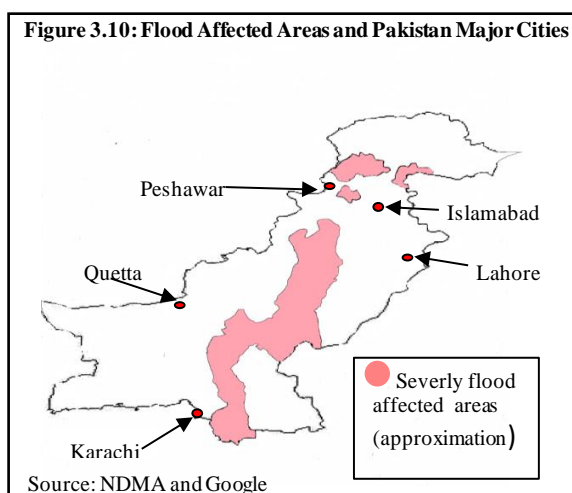 Figure 3.10: Flood Affected Areas and Pakistan Major Cities
Peshawar
Islamabad
Quetta
Lahore
Severly flood
affected areas
(approximation)
Karachi
Source: NDMA and Google